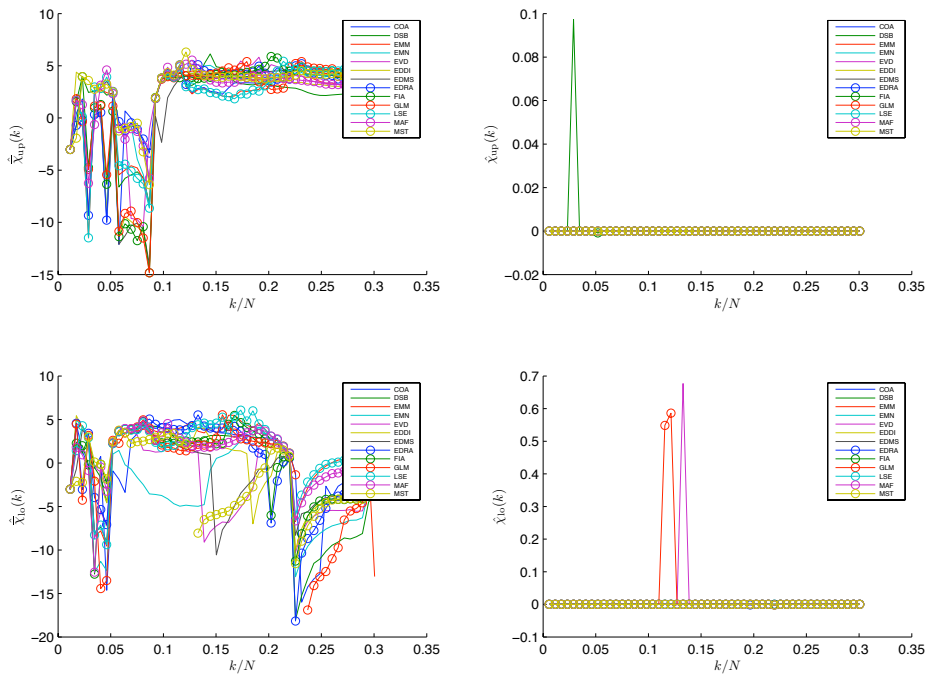 10
5
0
−5
−10
−15
0
0.05
0.1
0.15
0.2
0.25
0.3
0.35
k/N
χ̂̄up(k)
COA
DSB
EMM
EMN
EVD
EDDI
EDMS
EDRA
FIA
GLM
LSE
MAF
MST
0.1
0.08
0.06
0.04
0.02
0
−0.02
0
0.05
0.1
0.15
0.2
0.25
0.3
0.35
k/N
χ̂up(k)
COA
DSB
EMM
EMN
EVD
EDDI
EDMS
EDRA
FIA
GLM
LSE
MAF
MST
10
5
0
−5
−10
−15
−20
0
0.05
0.1
0.15
0.2
0.25
0.3
0.35
k/N
χ̂̄lo(k)
COA
DSB
EMM
EMN
EVD
EDDI
EDMS
EDRA
FIA
GLM
LSE
MAF
MST
0.7
0.6
0.5
0.4
0.3
0.2
0.1
0
−0.1
0
0.05
0.1
0.15
0.2
0.25
0.3
0.35
k/N
χ̂lo(k)
COA
DSB
EMM
EMN
EVD
EDDI
EDMS
EDRA
FIA
GLM
LSE
MAF
MST